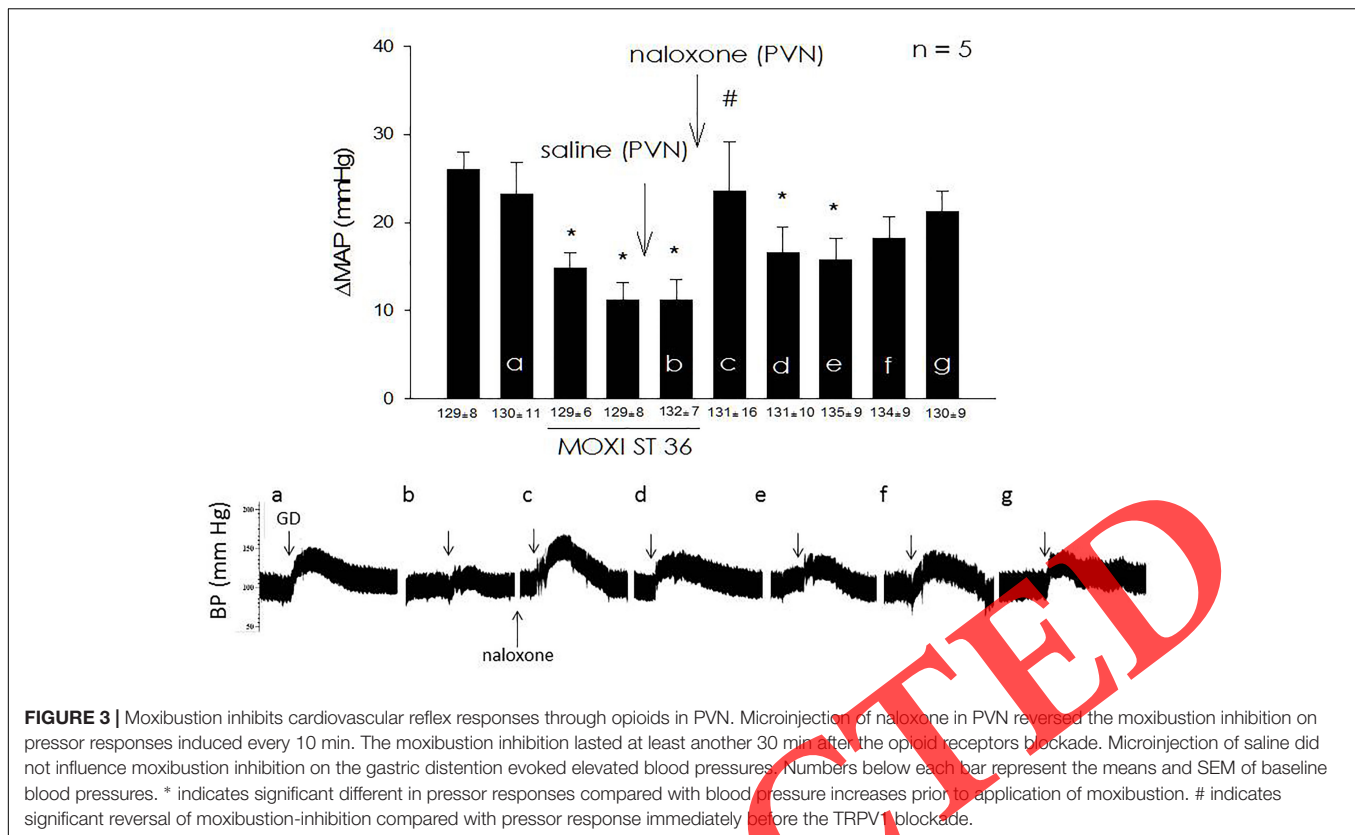 40
30
20
10
0
ΔMAP (mmHg)
naloxone (PVN)
n = 5
#
saline (PVN)
* * * * *
a b c d e f g
129±8 130±11 129±6 129±8 132±7 131±16 131±10 135±9 134±9 130±9
MOXI ST 36
a b c d e f g
GD
BP (mm Hg)
200
150
100
50
naloxone
FIGURE 3 | Moxibustion inhibits cardiovascular reflex responses through opioids in PVN. Microinjection of naloxone in PVN reversed the moxibustion inhibition on
pressor responses induced every 10 min. The moxibustion inhibition lasted at least another 30 min after the opioid receptors blockade. Microinjection of saline did
not influence moxibustion inhibition on the gastric distention evoked elevated blood pressures. Numbers below each bar represent the means and SEM of baseline
blood pressures. * indicates significant different in pressor responses compared with blood pressure increases prior to application of moxibustion. # indicates
significant reversal of moxibustion-inhibition compared with pressor response immediately before the TRPV1 blockade.
CTED